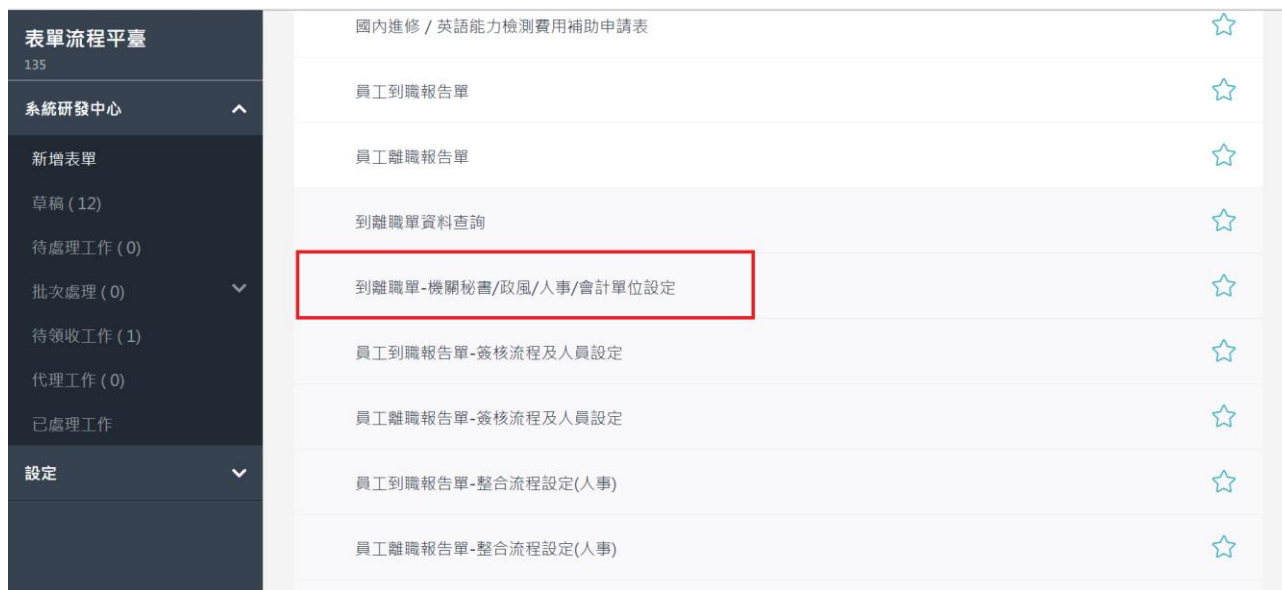 表單流程平臺
135
系統研發中心
新增表單
草稿 ( 12)
待處理工作 ( 0)
批次處理 ( 0)
待領收工作 ( 1)
代理工作 ( 0)
已處理工作
設定
國內進修 / 英語能力檢測費用補助申請表
員工到職報告單
員工離職報告單
到離職單資料查詢
到離職單-機關秘書/政風/人事/會計單位設定
員工到職報告單-簽核流程及人員設定
員工離職報告單-簽核流程及人員設定
員工到職報告單-整合流程設定(人事)
員工離職報告單-整合流程設定(人事)